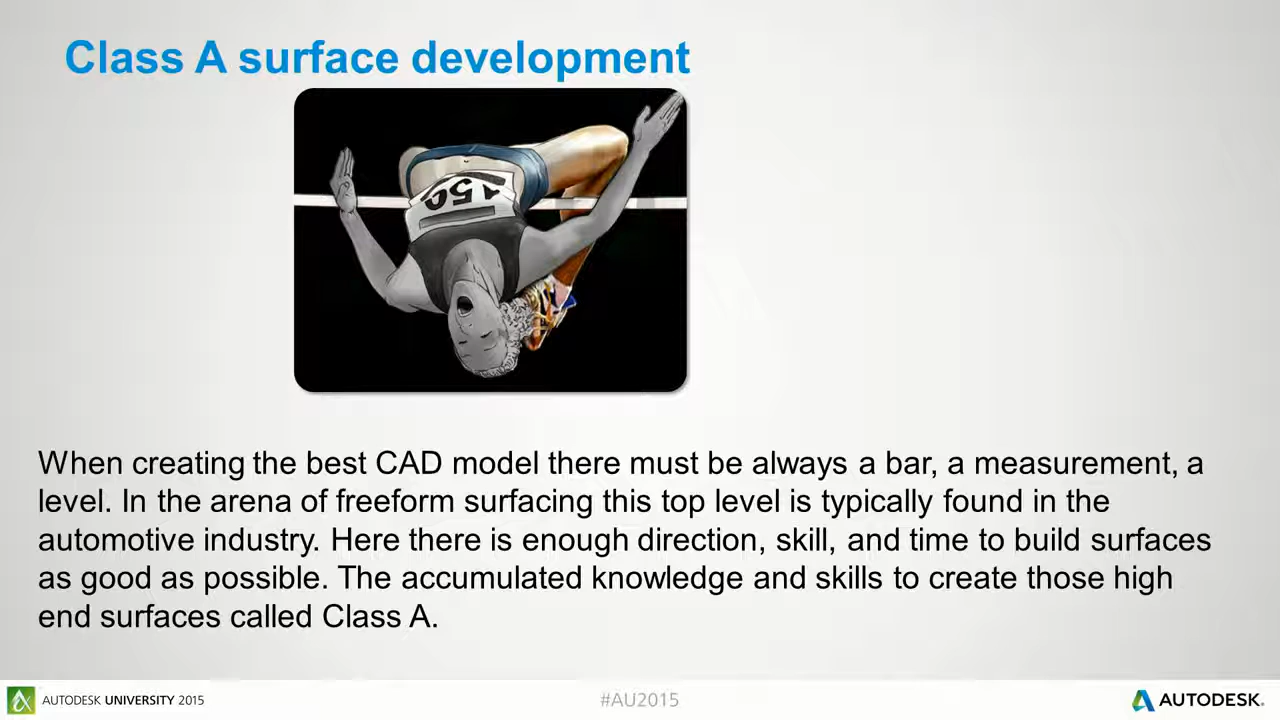 Class A surface development
150
When creating the best CAD model there must be always a bar, a measurement, a
level. In the arena of freeform surfacing this top level is typically found in the
automotive industry. Here there is enough direction, skill, and time to build surfaces
as good as possible. The accumulated knowledge and skills to create those high
end surfaces called Class A.
AUTODESK UNIVERSITY 2015
#AU2015
AUTODESK.